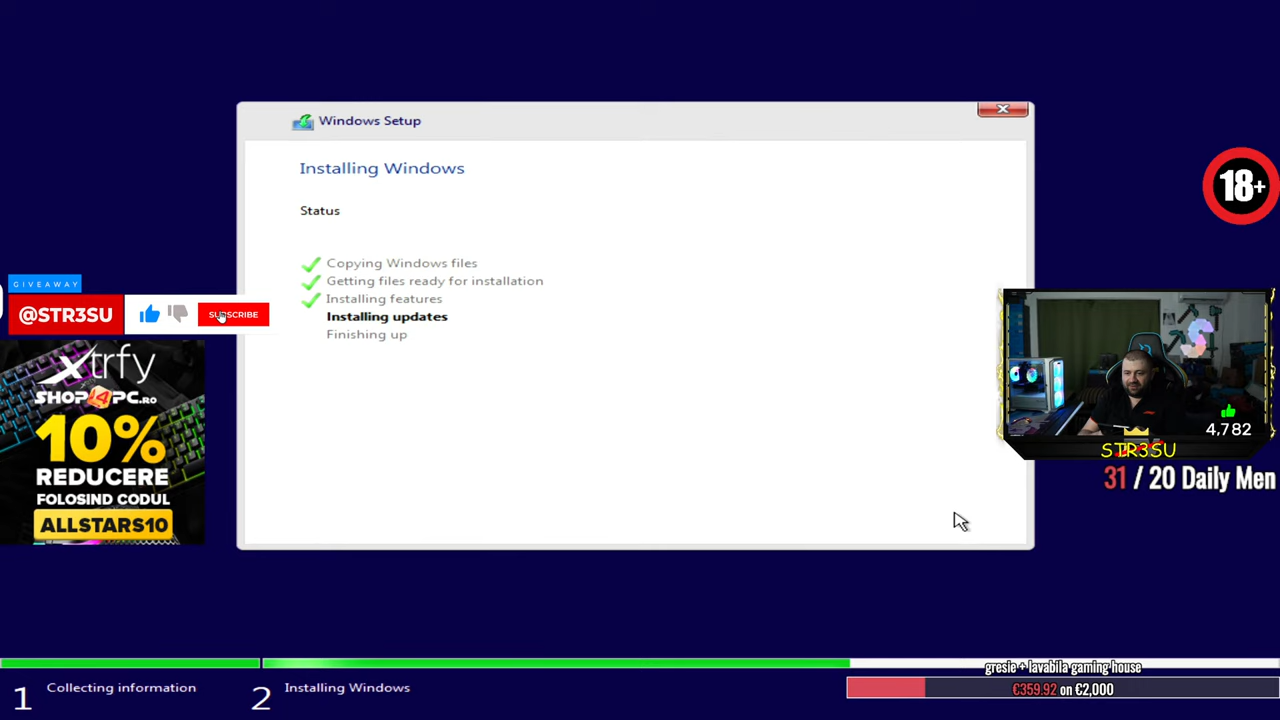 Windows Setup
Installing Windows
Status
Copying Windows files
Getting files ready for installation
Installing features
Installing updates
Finishing up
18+
GIVEAWAY
@STR3SU
SUBSCRIBE
xtrfy
SHOP4PC.RO
10%
REDUCERE
FOLOSIND CODUL
ALLSTARS10
4,782
STR3SU
31 / 20 Daily Men
gresie + lavabila gaming house
€359.92 on €2,000
1 Collecting information
2 Installing Windows